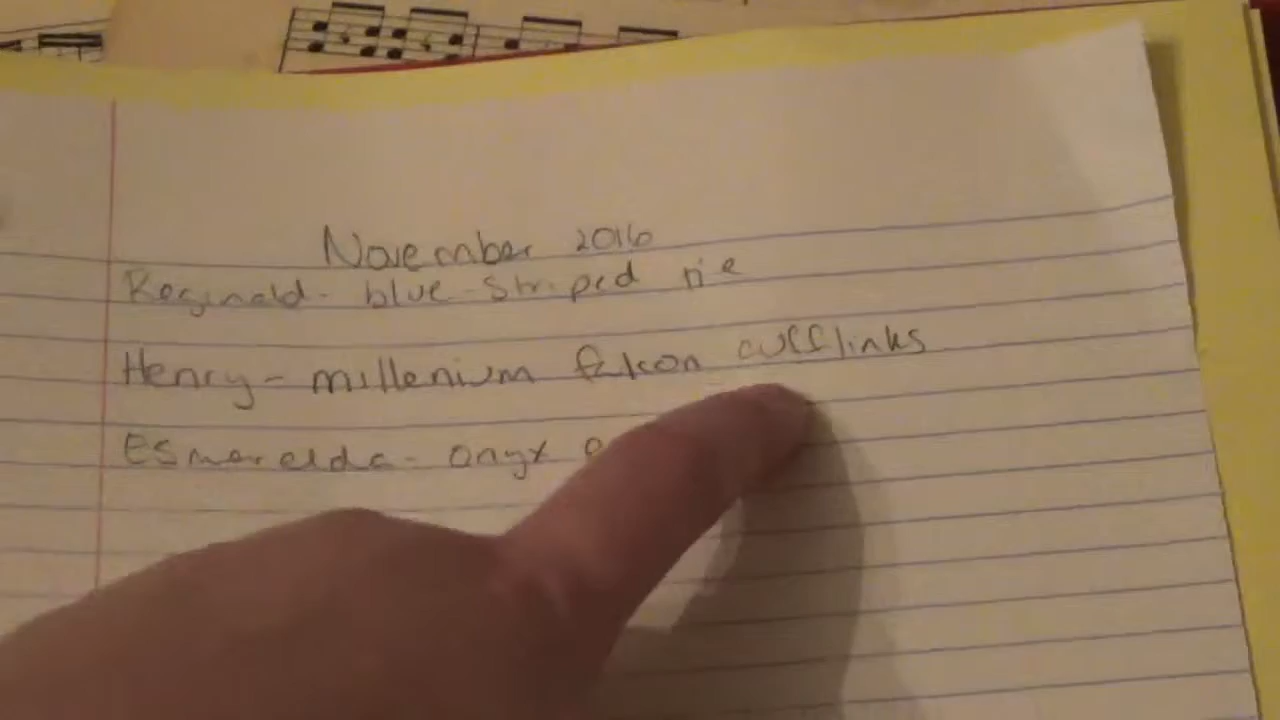 November 2016
Reginald - blue striped tie
Henry - millenium falcon cufflinks
Esmerelda - onyx